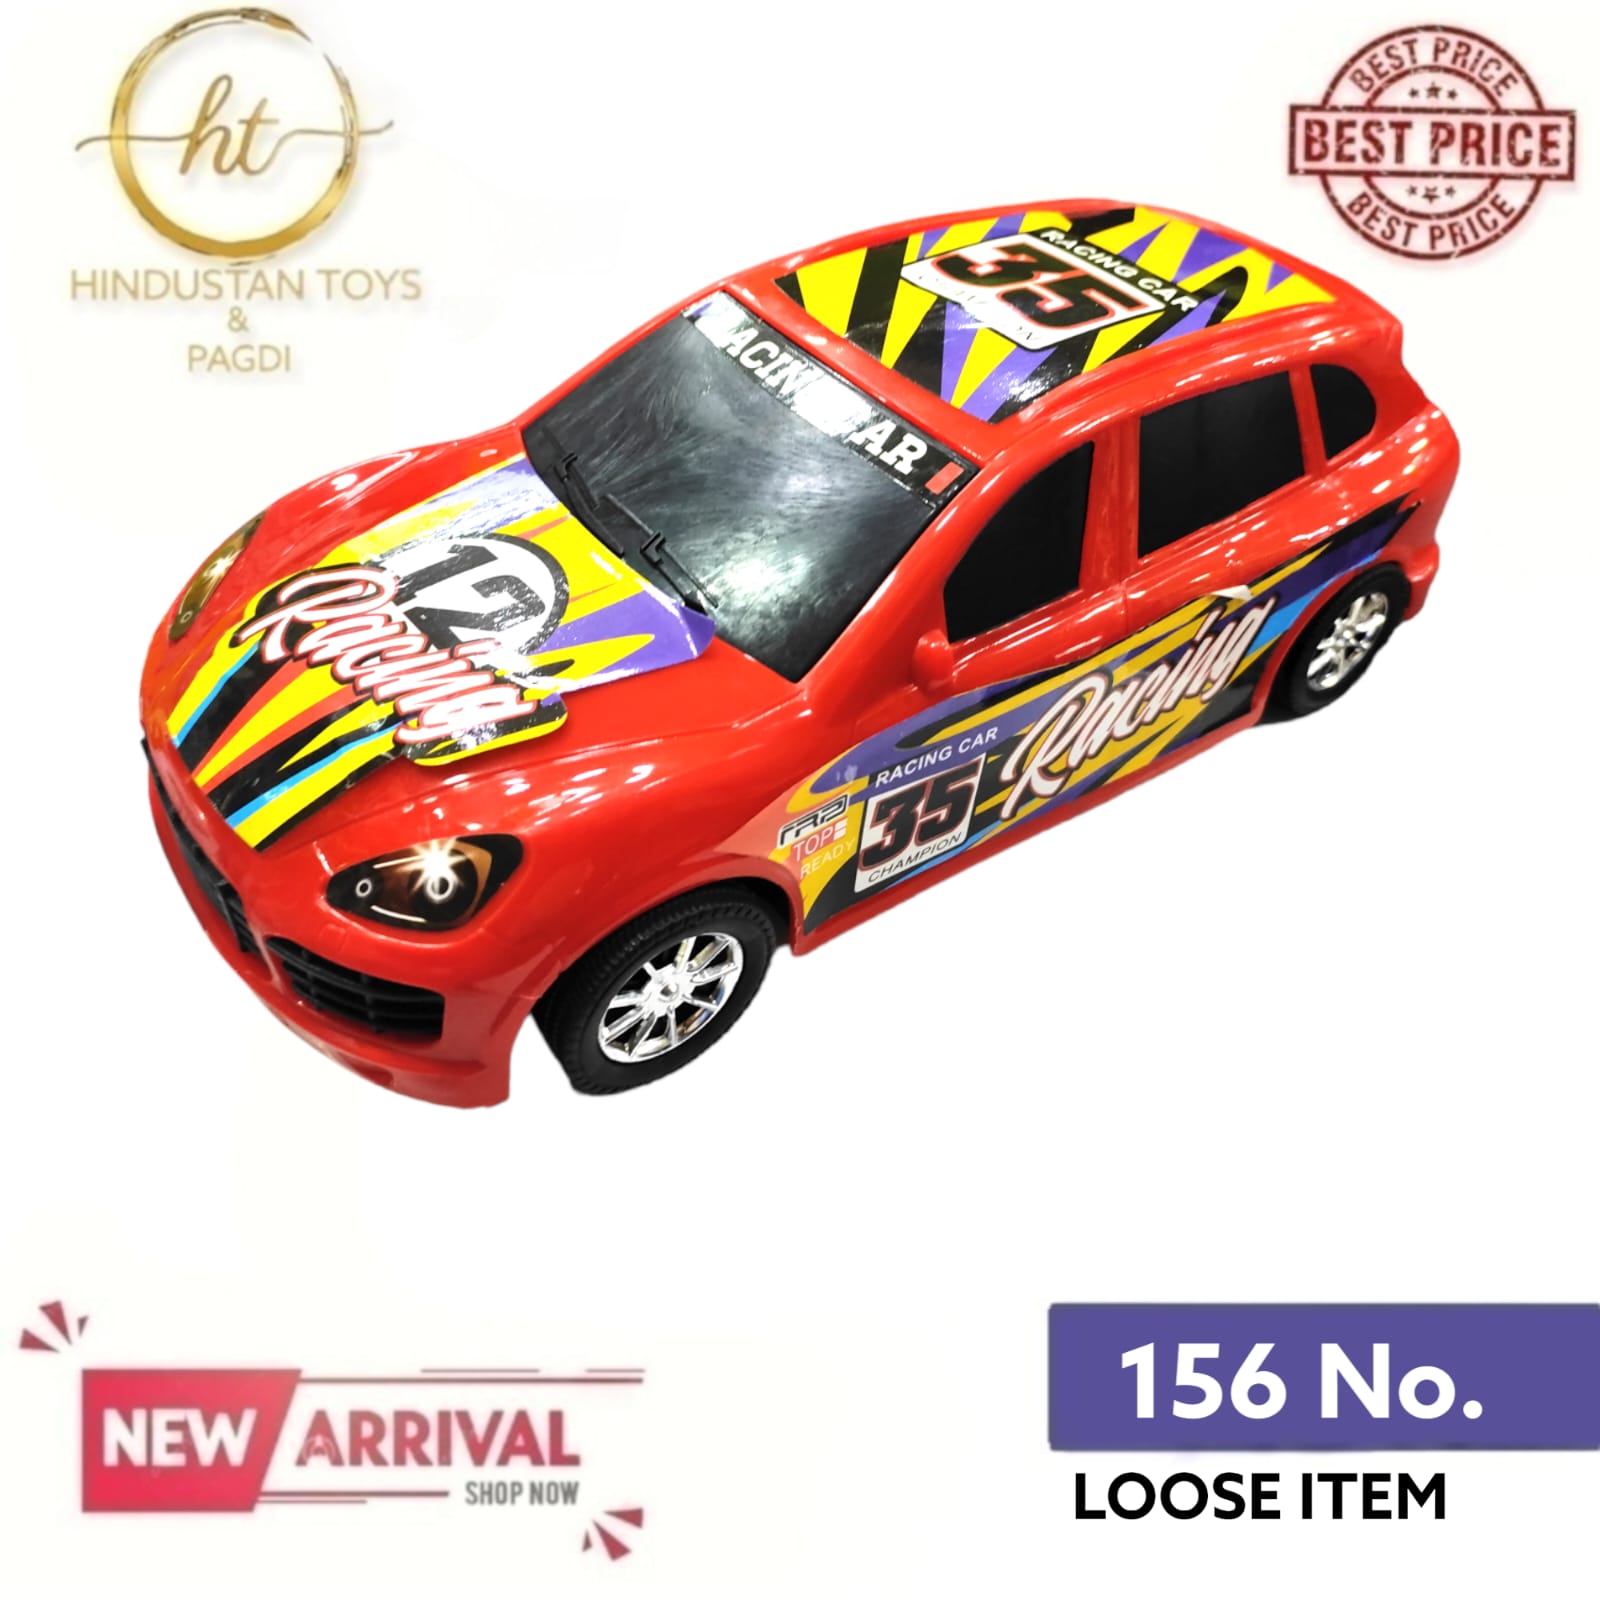 ht
HINDUSTAN TOYS
&
PAGDI
BEST PRICE
BEST PRICE
BEST PRICE
RACING CAR
35
12
Racing
RACING CAR
35
CHAMPION
Racing
TOP
READY
NEW ARRIVAL
SHOP NOW
156 No.
LOOSE ITEM